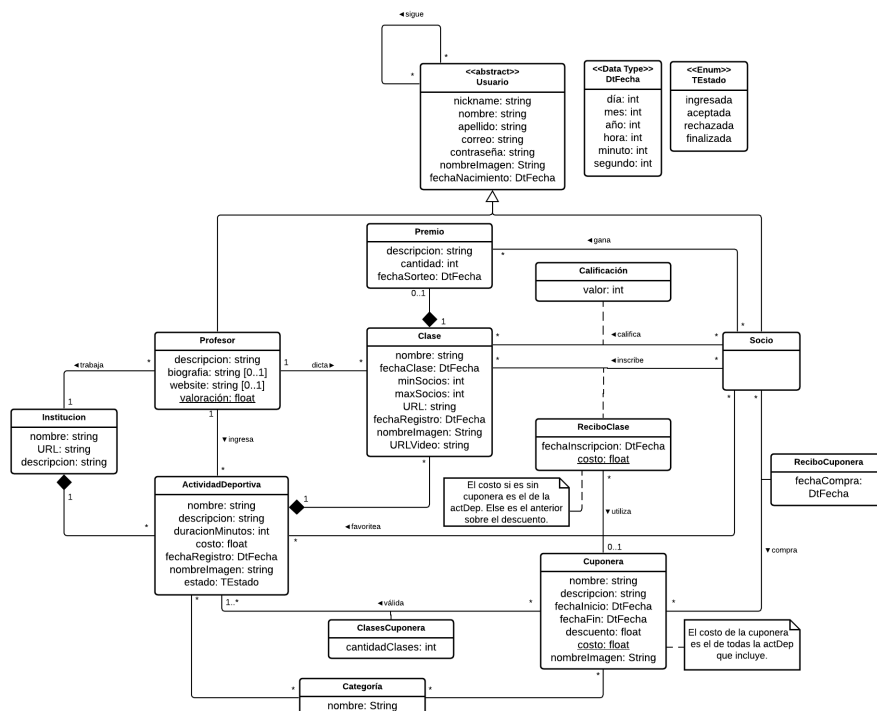 ◄sigue
*
*
<<abstract>>
Usuario
nickname: string
nombre: string
apellido: string
correo: string
contraseña: string
nombreImagen: String
fechaNacimiento: DtFecha
<<Data Type>>
DtFecha
día: int
mes: int
año: int
hora: int
minuto: int
segundo: int
<<Enum>>
TEstado
ingresada
aceptada
rechazada
finalizada
Premio
descripcion: string
cantidad: int
fechaSorteo: DtFecha
*
◄gana
*
0..1
1
Calificación
valor: int
Profesor
descripcion: string
biografia: string [0..1]
website: string [0..1]
valoración: float
◄trabaja
*
1
1
dicta►
*
Clase
nombre: string
fechaClase: DtFecha
minSocios: int
maxSocios: int
URL: string
fechaRegistro: DtFecha
nombreImagen: String
URLVideo: string
*
◄califica
*
*
◄inscribe
*
Socio
Institucion
nombre: string
URL: string
descripcion: string
1
*
1
▼ingresa
*
ReciboClase
fechaInscripcion: DtFecha
costo: float
El costo si es sin
cuponera es el de la
actDep. Else es el anterior
sobre el descuento.
ReciboCuponera
fechaCompra:
DtFecha
ActividadDeportiva
nombre: string
descripcion: string
duracionMinutos: int
costo: float
fechaRegistro: DtFecha
nombreImagen: string
estado: TEstado
1
*
*
◄favoritea
*
*
▼utiliza
0..1
*
▼compra
*
Cuponera
nombre: string
descripcion: string
fechaInicio: DtFecha
fechaFin: DtFecha
descuento: float
costo: float
nombreImagen: String
El costo de la cuponera
es el de todas la actDep
que incluye.
*
1..*
◄válida
*
ClasesCuponera
cantidadClases: int
*
*
*
Categoría
nombre: String